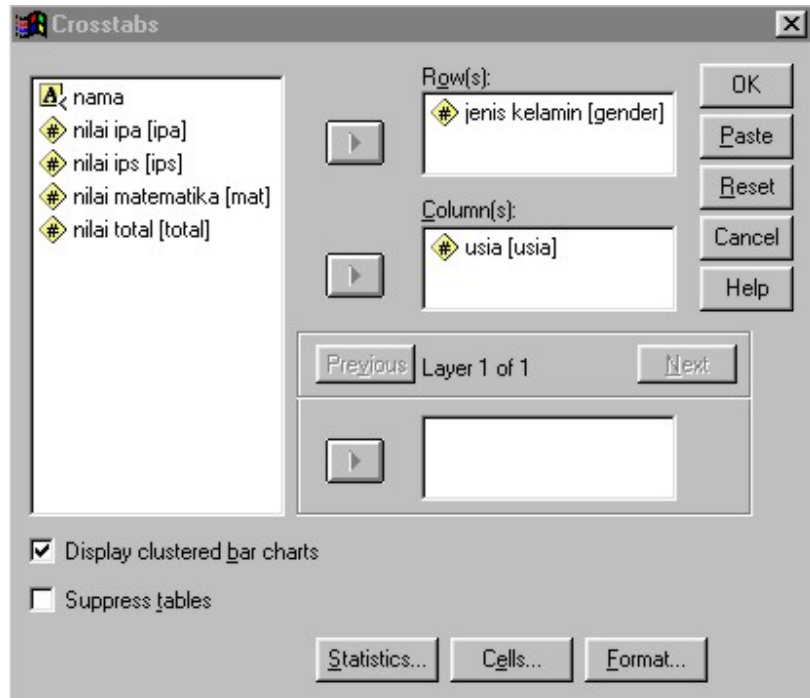 Crosstabs
nama
nilai ipa [ipa]
nilai ips [ips]
nilai matematika [mat]
nilai total [total]
Row(s):
jenis kelamin [gender]
Column(s):
usia [usia]
OK
Paste
Reset
Cancel
Help
Previous
Layer 1 of 1
Next
Display clustered bar charts
Suppress tables
Statistics...
Cells...
Format...